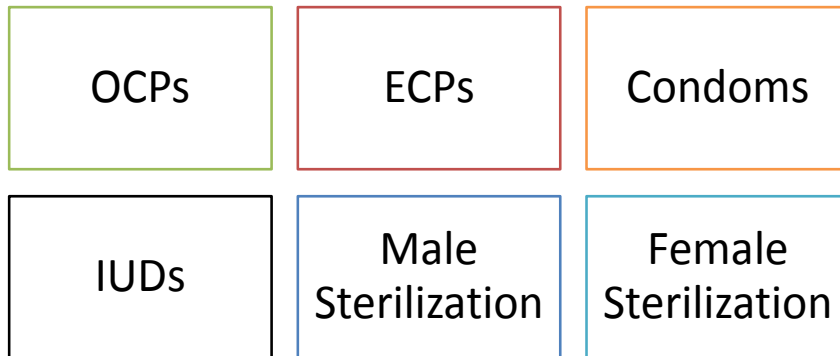 OCPs
ECPs
Condoms
IUDs
Male
Sterilization
Female
Sterilization